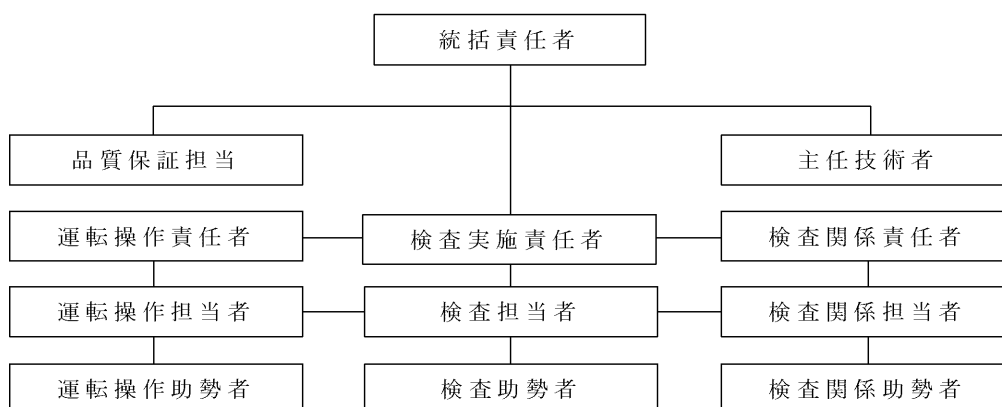 統括責任者
品質保証担当
主任技術者
運転操作責任者
検査実施責任者
検査関係責任者
運転操作担当者
検査担当者
検査関係担当者
運転操作助勢者
検査助勢者
検査関係助勢者